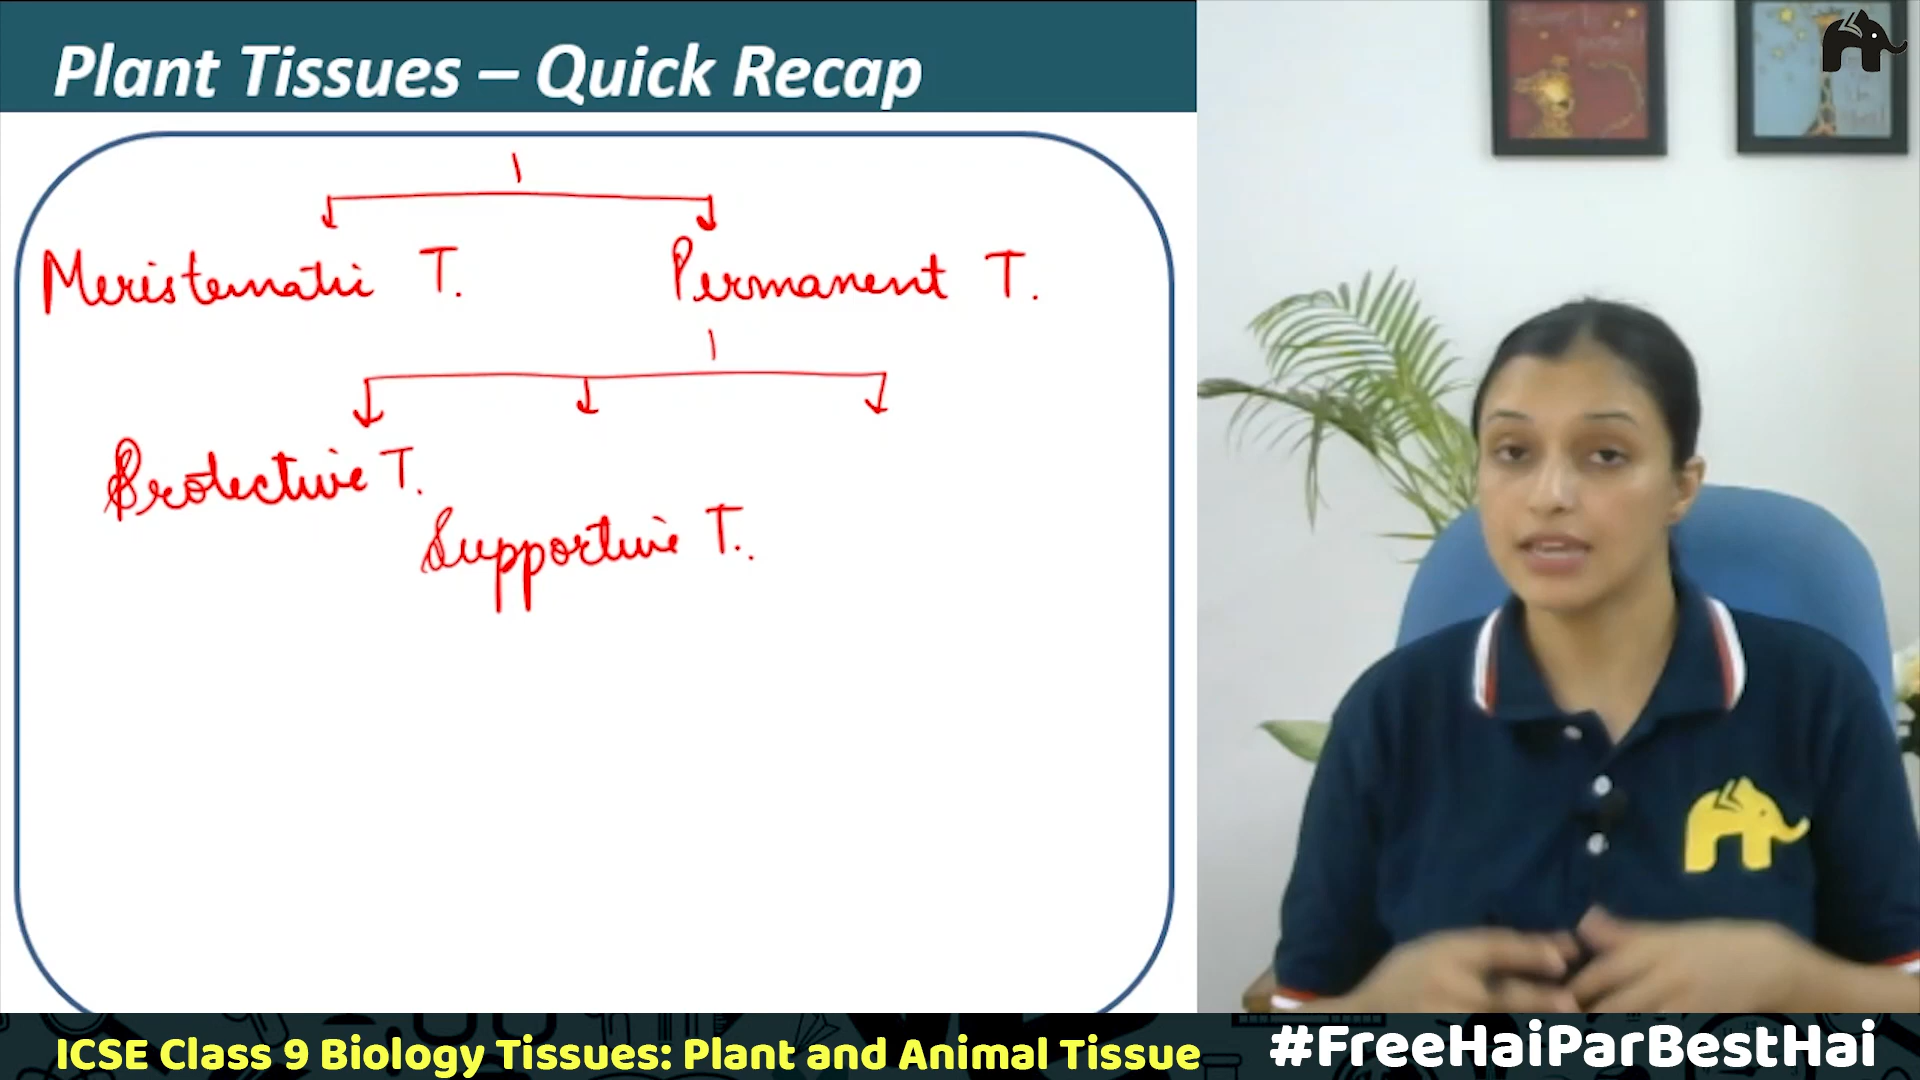 Plant Tissues – Quick Recap
Meristematic T.
Permanent T.
Protective T.
Supportive T.
ICSE Class 9 Biology Tissues: Plant and Animal Tissue
#FreeHaiParBestHai